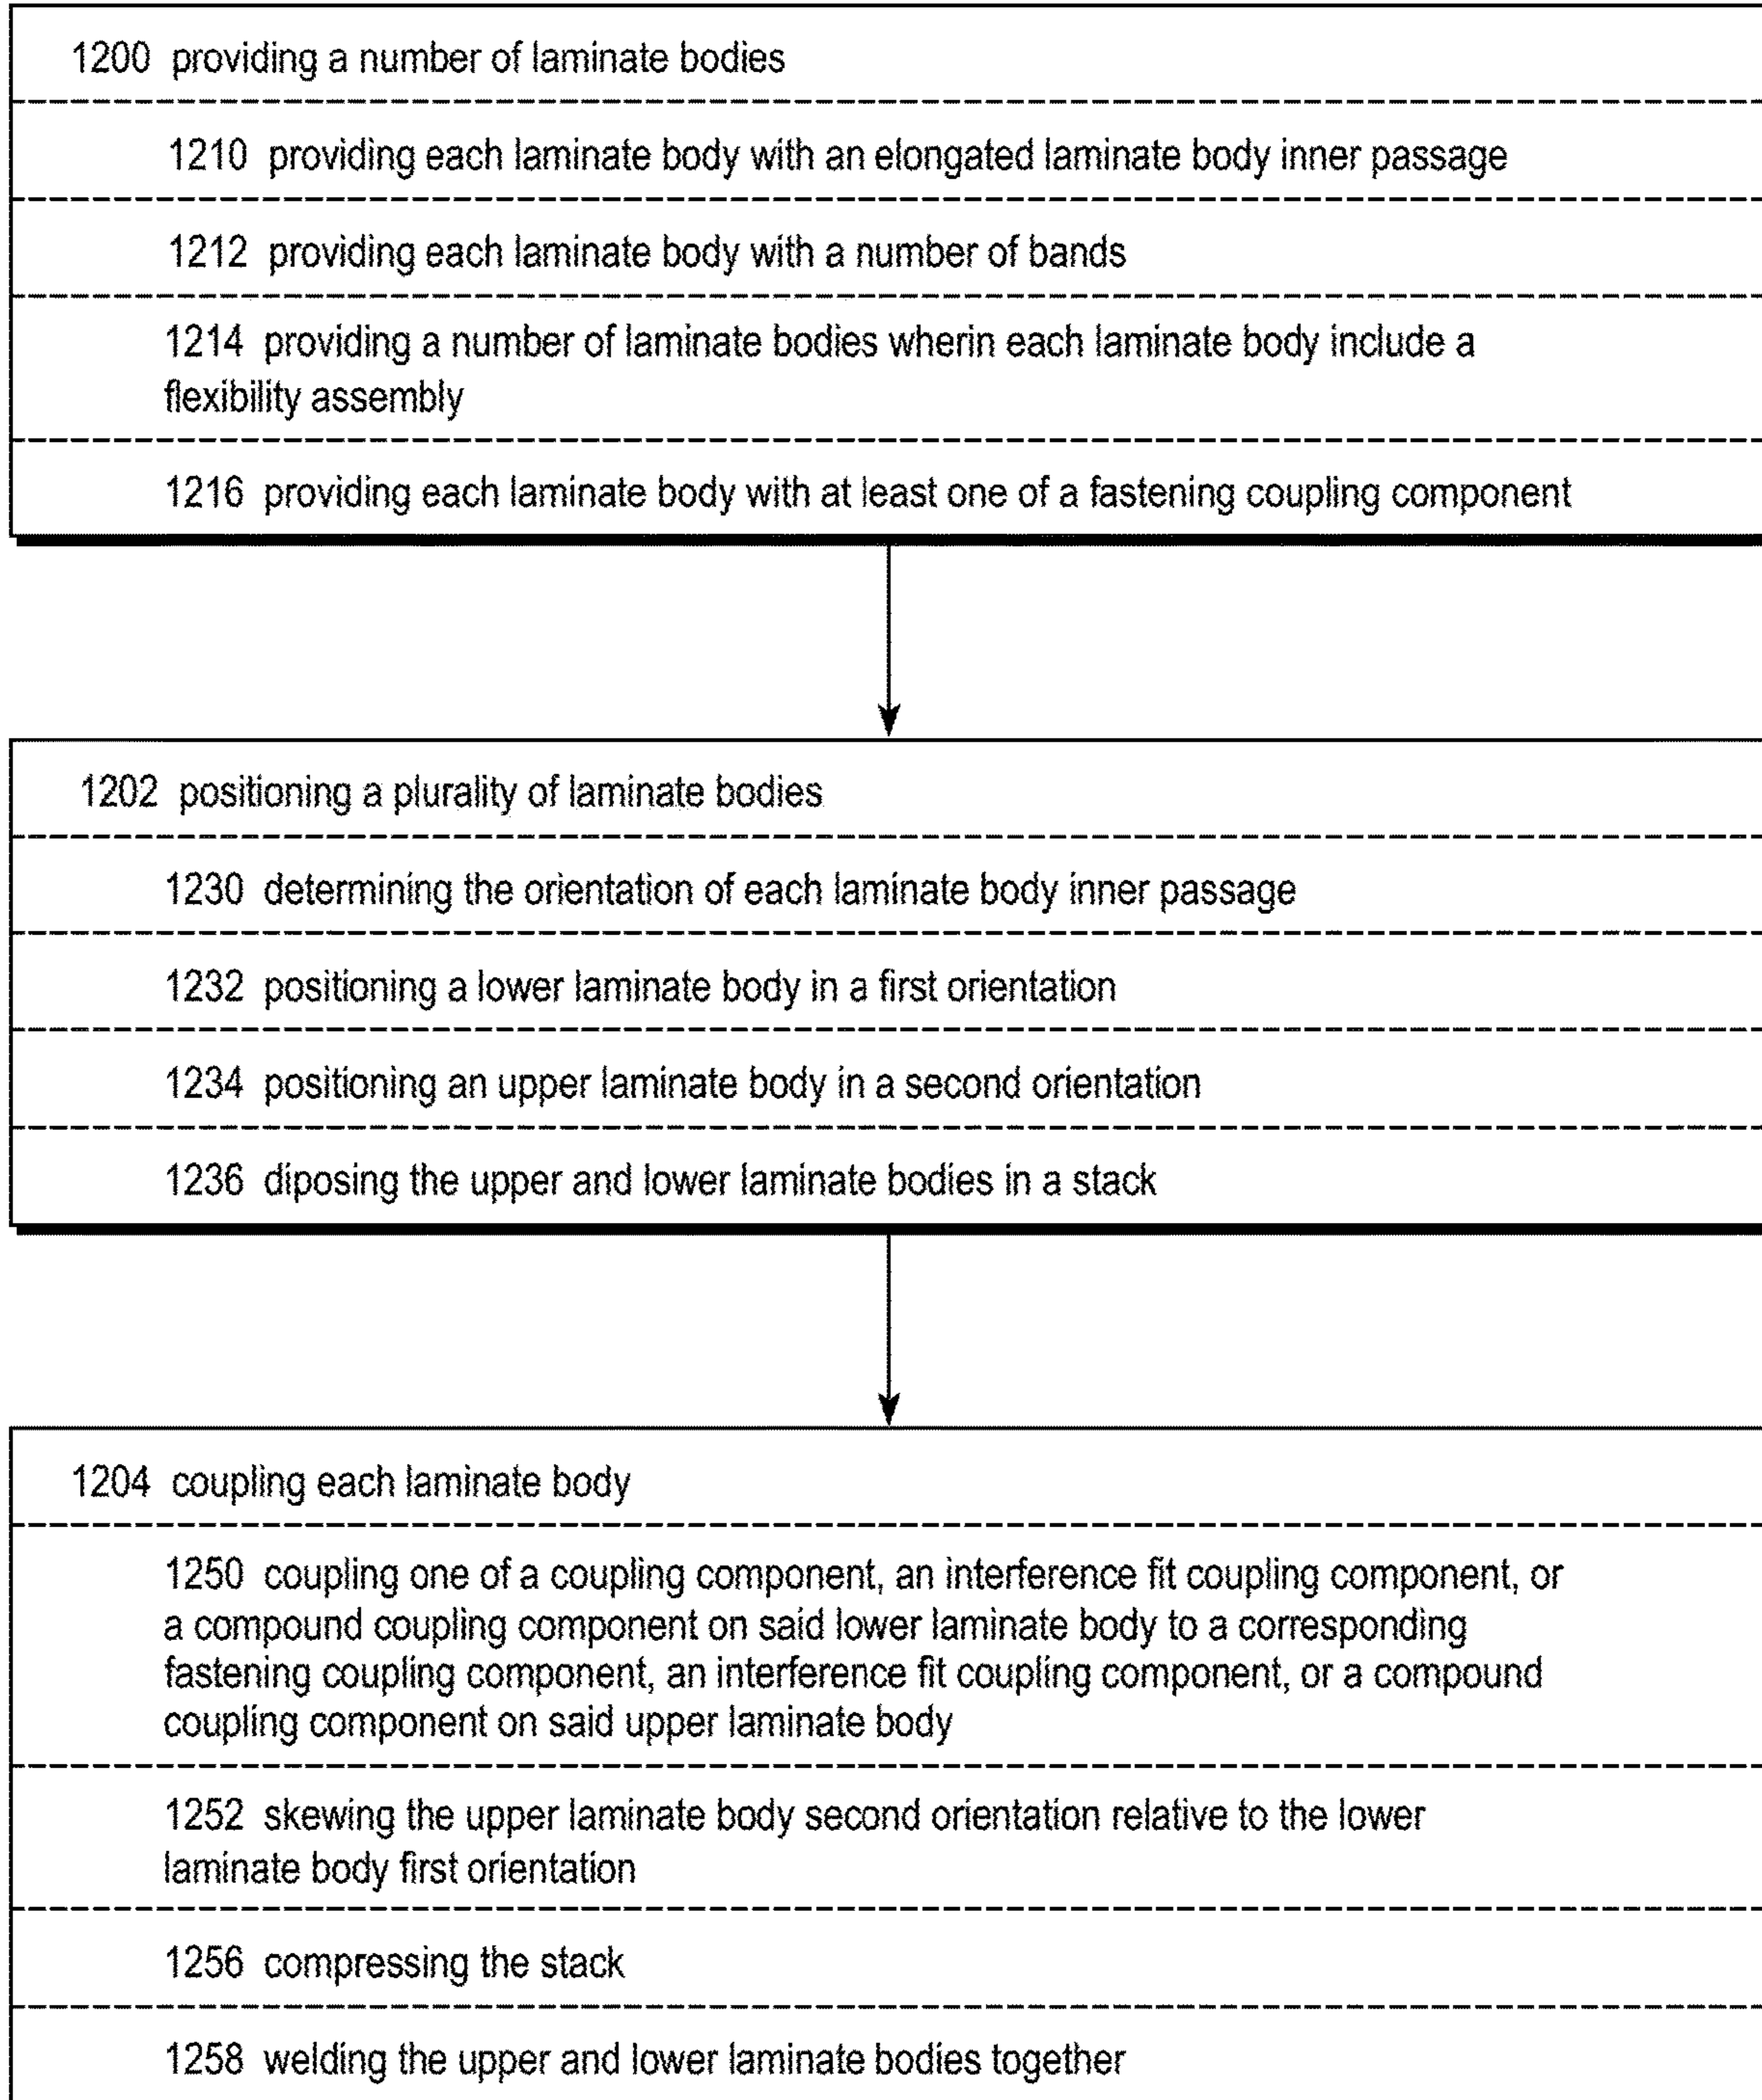 1200 providing a number of laminate bodies
1210 providing each laminate body with an elongated laminate body inner passage
1212 providing each laminate body with a number of bands
1214 providing a number of laminate bodies wherin each laminate body include a
flexibility assembly
1216 providing each laminate body with at least one of a fastening coupling component
1202 positioning a plurality of laminate bodies
1230 determining the orientation of each laminate body inner passage
1232 positioning a lower laminate body in a first orientation
1234 positioning an upper laminate body in a second orientation
1236 diposing the upper and lower laminate bodies in a stack
1204 coupling each laminate body
1250 coupling one of a coupling component, an interference fit coupling component, or
a compound coupling component on said lower laminate body to a corresponding
fastening coupling component, an interference fit coupling component, or a compound
coupling component on said upper laminate body
1252 skewing the upper laminate body second orientation relative to the lower
laminate body first orientation
1256 compressing the stack
1258 welding the upper and lower laminate bodies together